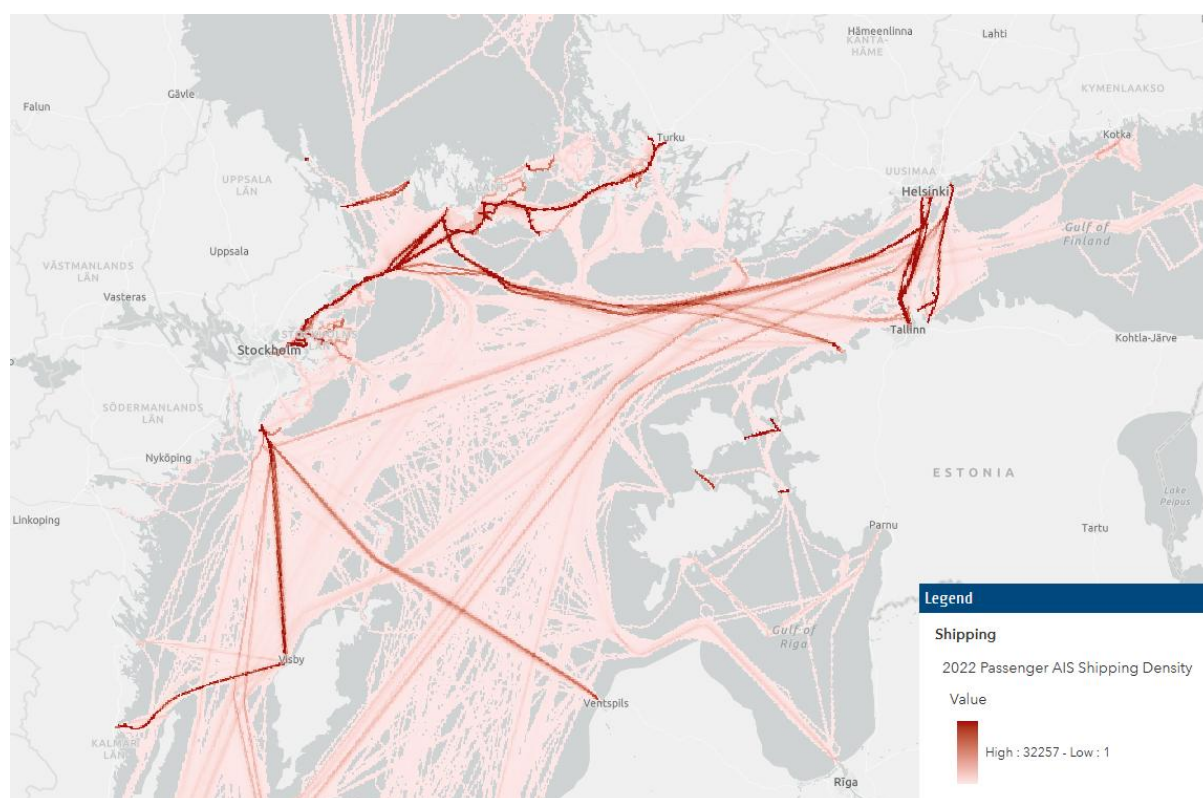 Hämeenlinna
Lahti
KANTA-
HÄME
Falun
Gävle
KYMENLAAKSO
Turku
Kotka
UUSIMAA
Helsinki
UPPSALA
LÄN
ÅLAND
Gulf of
Finland
Uppsala
VÄSTMANLANDS
LÄN
Vasteras
Tallinn
Kohtla-Järve
Stockholm
SÖDERMANLANDS
LÄN
Nyköping
ESTONIA
Lake
Peipus
Linkoping
Parnu
Tartu
Gulf of
Riga
Visby
Ventspils
KALMAR
LÄN
Rīga
Legend
Shipping
2022 Passenger AIS Shipping Density
Value
High : 32257 - Low : 1